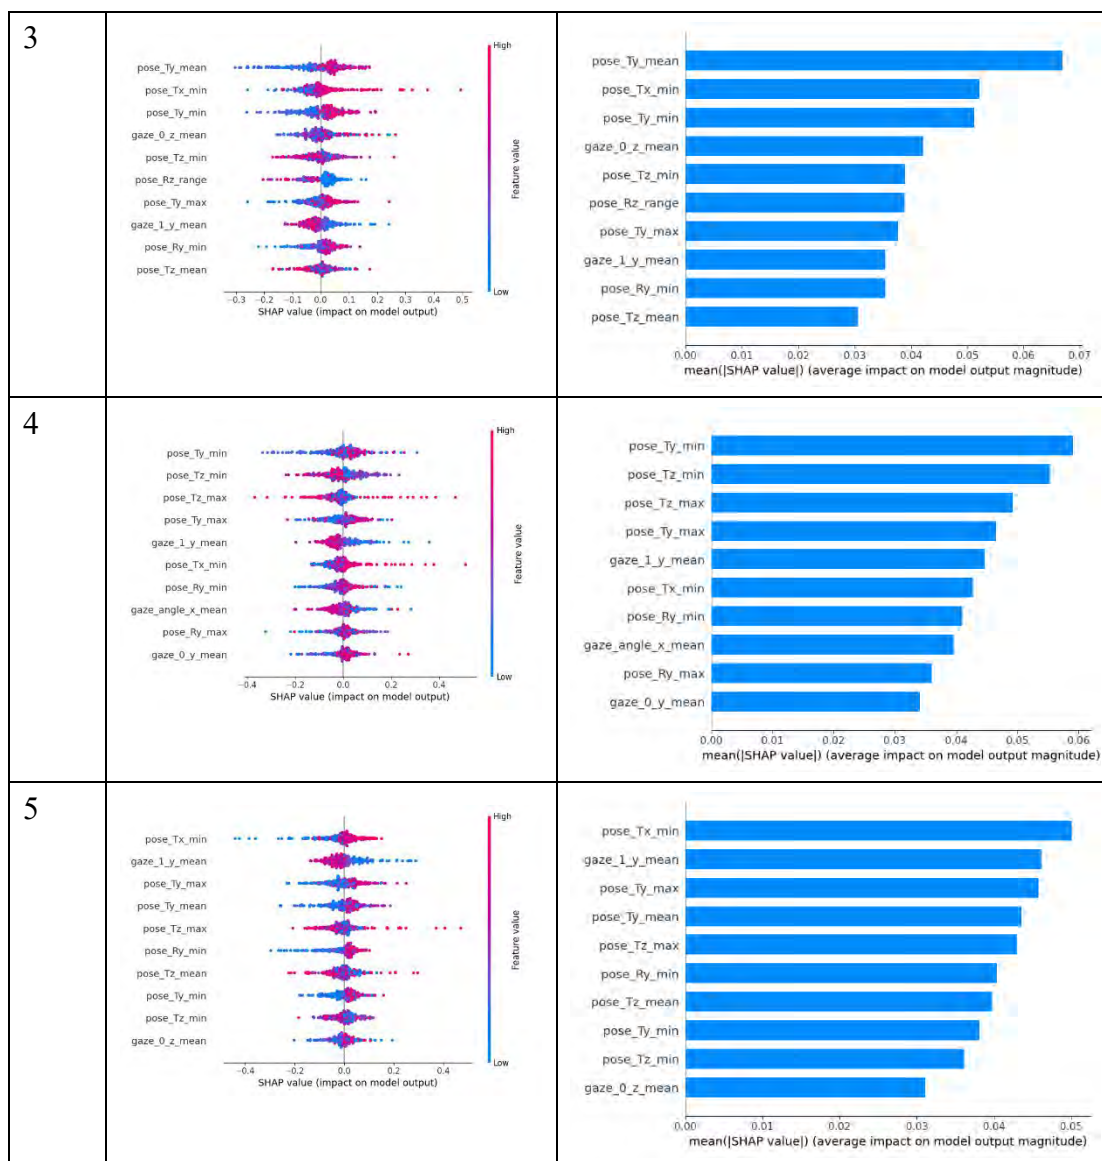 3
High
pose_Ty_mean
pose_Tx_min
pose_Ty_min
gaze_0_z_mean
pose_Tz_min
pose_Rz_range
pose_Ty_max
gaze_1_y_mean
pose_Ry_min
pose_Tz_mean
Feature value
Low
−0.3 −0.2 −0.1 0.0 0.1 0.2 0.3 0.4 0.5
SHAP value (impact on model output)
pose_Ty_mean
pose_Tx_min
pose_Ty_min
gaze_0_z_mean
pose_Tz_min
pose_Rz_range
pose_Ty_max
gaze_1_y_mean
pose_Ry_min
pose_Tz_mean
0.00 0.01 0.02 0.03 0.04 0.05 0.06 0.07
mean(|SHAP value|) (average impact on model output magnitude)
4
High
pose_Ty_min
pose_Tz_min
pose_Tz_max
pose_Ty_max
gaze_1_y_mean
pose_Tx_min
pose_Ry_min
gaze_angle_x_mean
pose_Ry_max
gaze_0_y_mean
Feature value
Low
−0.4 −0.2 0.0 0.2 0.4
SHAP value (impact on model output)
pose_Ty_min
pose_Tz_min
pose_Tz_max
pose_Ty_max
gaze_1_y_mean
pose_Tx_min
pose_Ry_min
gaze_angle_x_mean
pose_Ry_max
gaze_0_y_mean
0.00 0.01 0.02 0.03 0.04 0.05 0.06
mean(|SHAP value|) (average impact on model output magnitude)
5
High
pose_Tx_min
gaze_1_y_mean
pose_Ty_max
pose_Ty_mean
pose_Tz_max
pose_Ry_min
pose_Tz_mean
pose_Ty_min
pose_Tz_min
gaze_0_z_mean
Feature value
Low
−0.4 −0.2 0.0 0.2 0.4
SHAP value (impact on model output)
pose_Tx_min
gaze_1_y_mean
pose_Ty_max
pose_Ty_mean
pose_Tz_max
pose_Ry_min
pose_Tz_mean
pose_Ty_min
pose_Tz_min
gaze_0_z_mean
0.00 0.01 0.02 0.03 0.04 0.05
mean(|SHAP value|) (average impact on model output magnitude)